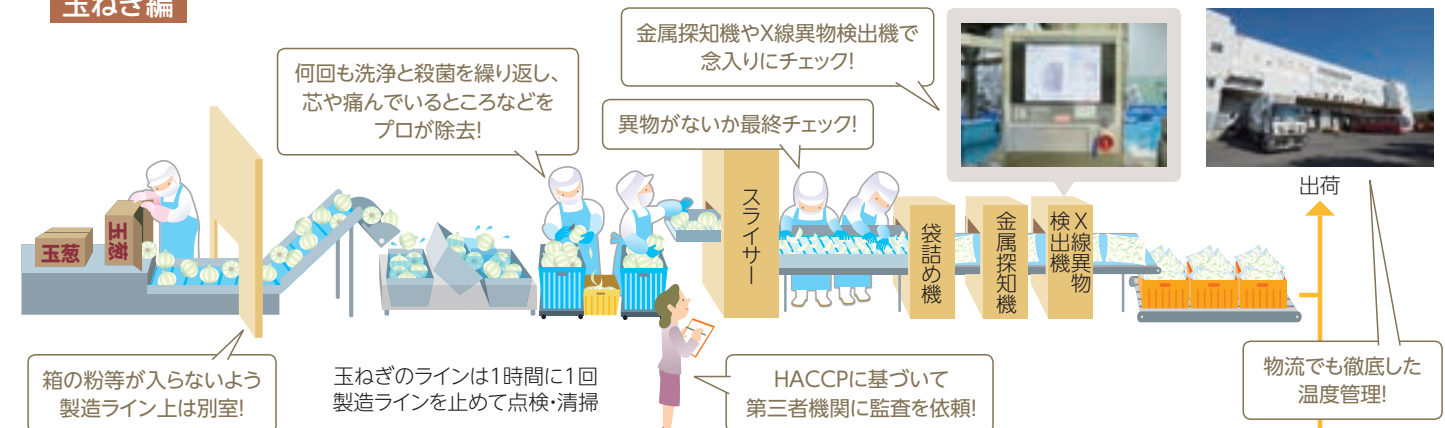 玉ねぎ編
金属探知機やX線異物検出機で
念入りにチェック!
何回も洗浄と殺菌を繰り返し、
芯や痛んでいるところなどを
プロが除去!
異物がないか最終チェック!
出荷
玉葱
玉葱
スライサー
袋詰め機
金属探知機
X線異物
検出機
箱の粉等が入らないよう
製造ライン上は別室!
玉ねぎのラインは1時間に1回
製造ラインを止めて点検・清掃
HACCPに基づいて
第三者機関に監査を依頼!
物流でも徹底した
温度管理!